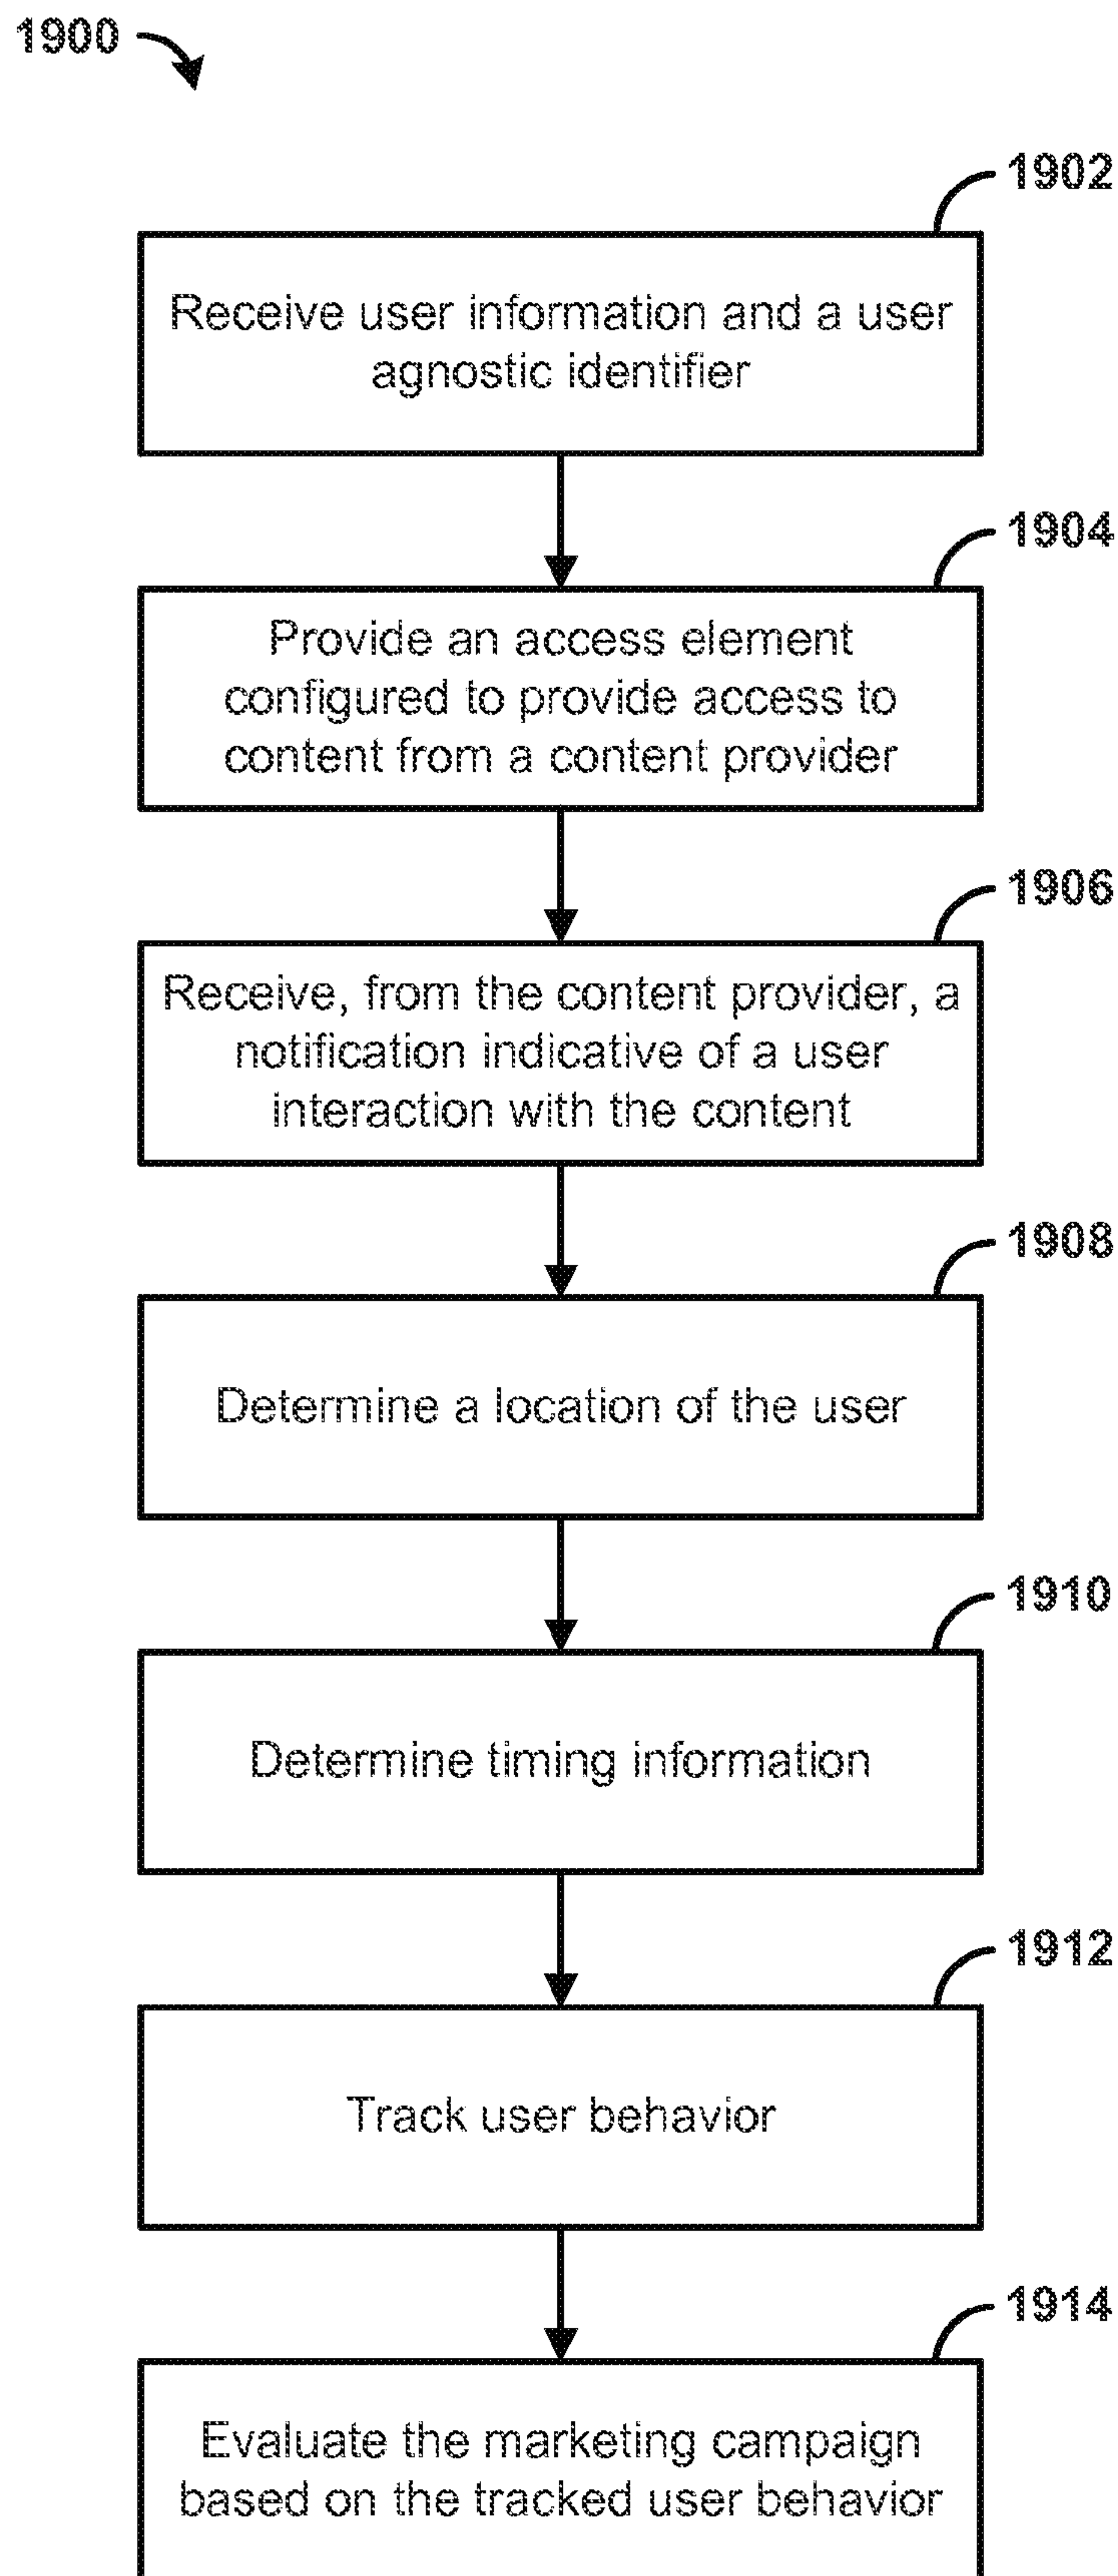 1900
1902
Receive user information and a user
agnostic identifier
1904
Provide an access element
configured to provide access to
content from a content provider
1906
Receive, from the content provider, a
notification indicative of a user
interaction with the content
1908
Determine a location of the user
1910
Determine timing information
1912
Track user behavior
1914
Evaluate the marketing campaign
based on the tracked user behavior